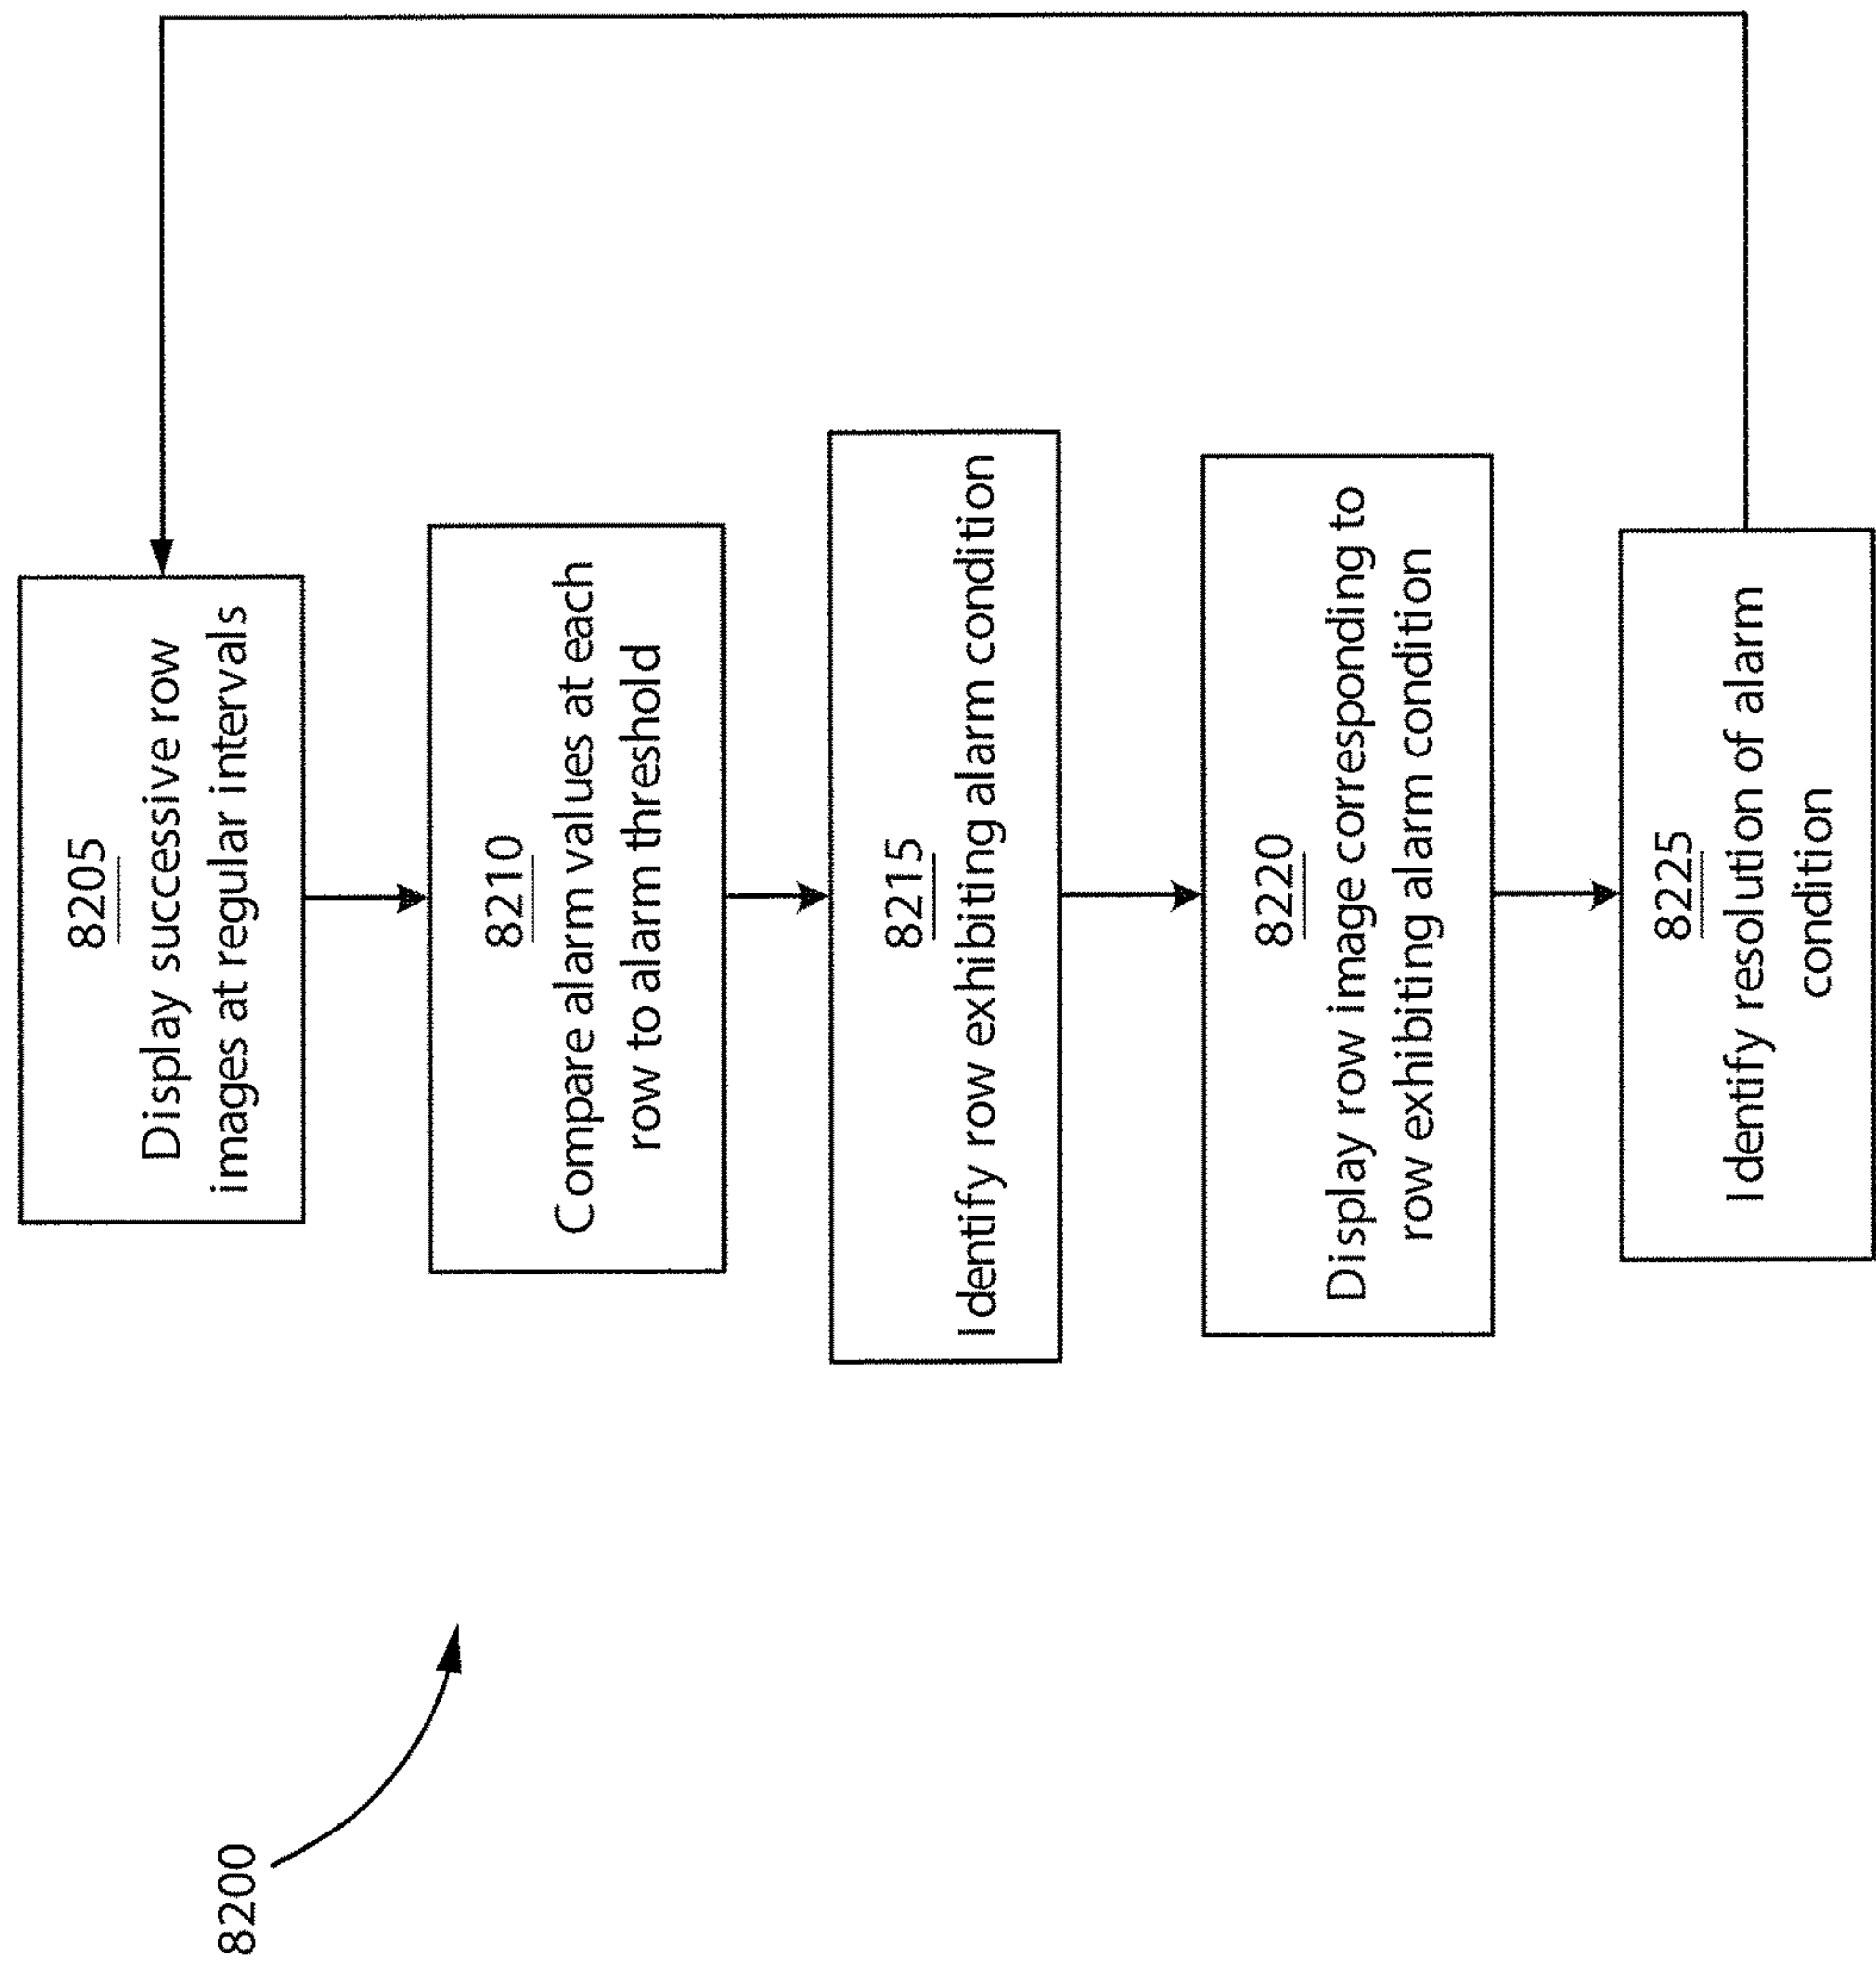 8200
8205
Display successive row
images at regular intervals
8210
Compare alarm values at each
row to alarm threshold
8215
Identify row exhibiting alarm condition
8220
Display row image corresponding to
row exhibiting alarm condition
8225
Identify resolution of alarm
condition